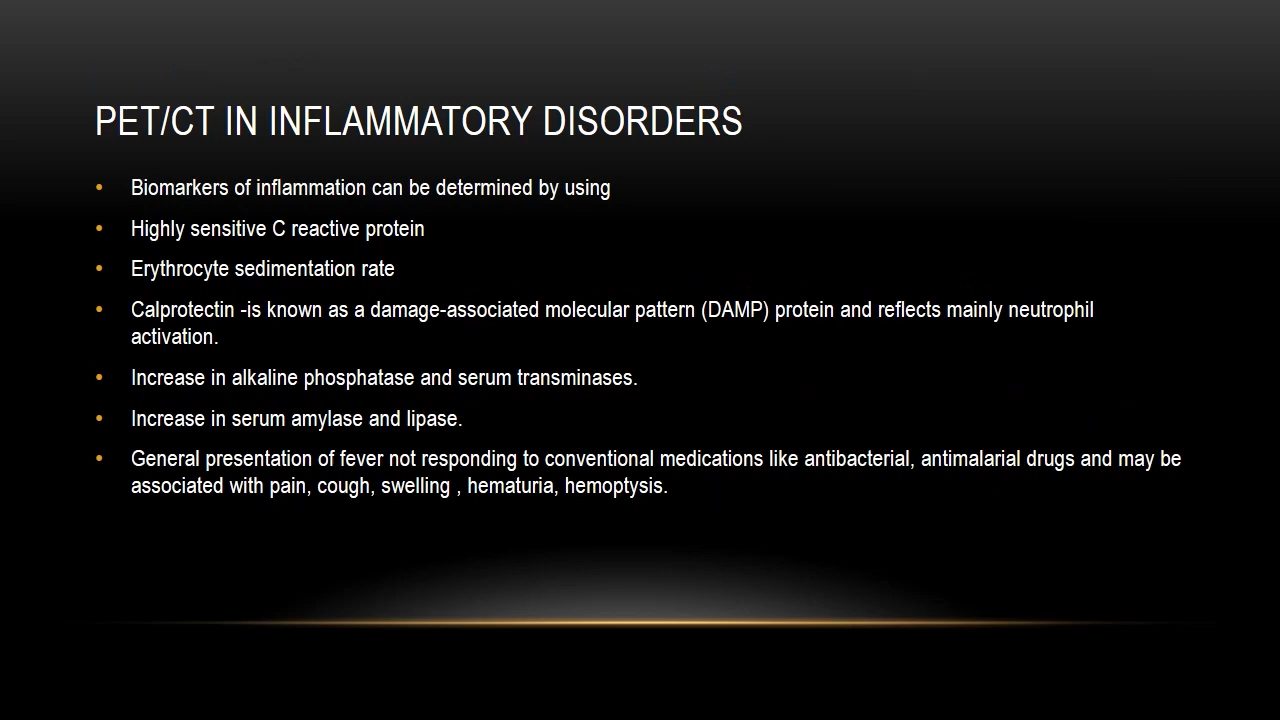 PET/CT IN INFLAMMATORY DISORDERS
• Biomarkers of inflammation can be determined by using
• Highly sensitive C reactive protein
• Erythrocyte sedimentation rate
• Calprotectin -is known as a damage-associated molecular pattern (DAMP) protein and reflects mainly neutrophil
activation.
• Increase in alkaline phosphatase and serum transminases.
• Increase in serum amylase and lipase.
• General presentation of fever not responding to conventional medications like antibacterial, antimalarial drugs and may be
associated with pain, cough, swelling , hematuria, hemoptysis.